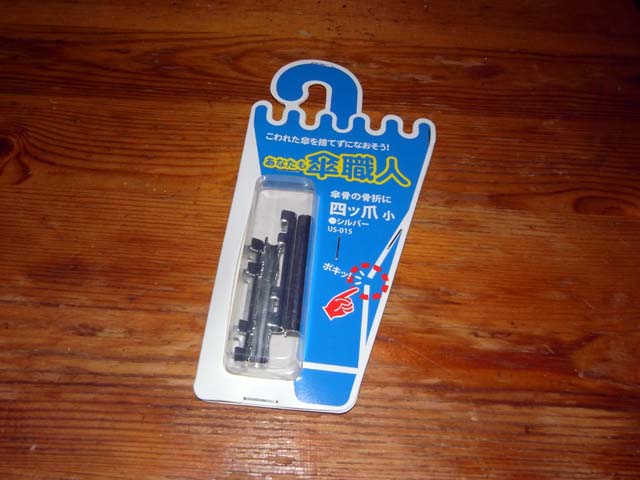 こわれた傘を捨てずになおそう!
あなたも傘職人
傘骨の骨折に
四ッ爪 小
●シルバー
US-015
ポキッ!